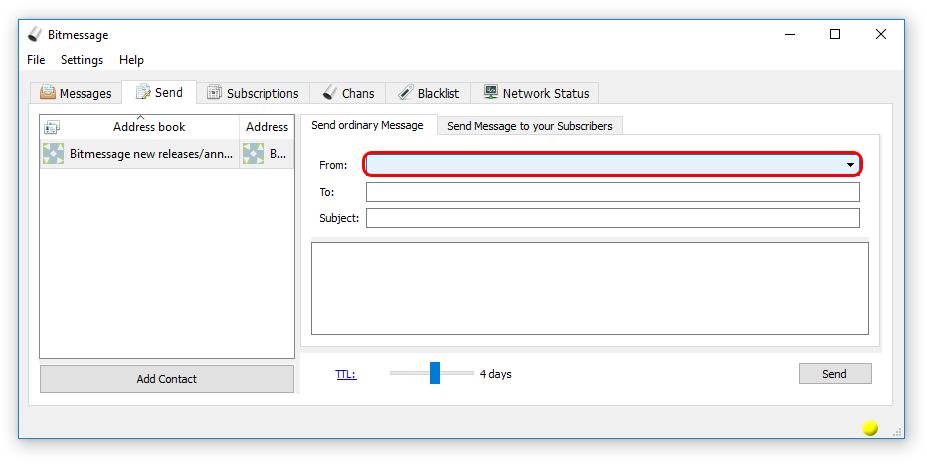 Bitmessage
File Settings Help
Messages Send Subscriptions Chans Blacklist Network Status
Address book Address
Bitmessage new releases/ann... B...
Send ordinary Message Send Message to your Subscribers
From:
To:
Subject:
Add Contact
TTL: 4 days Send